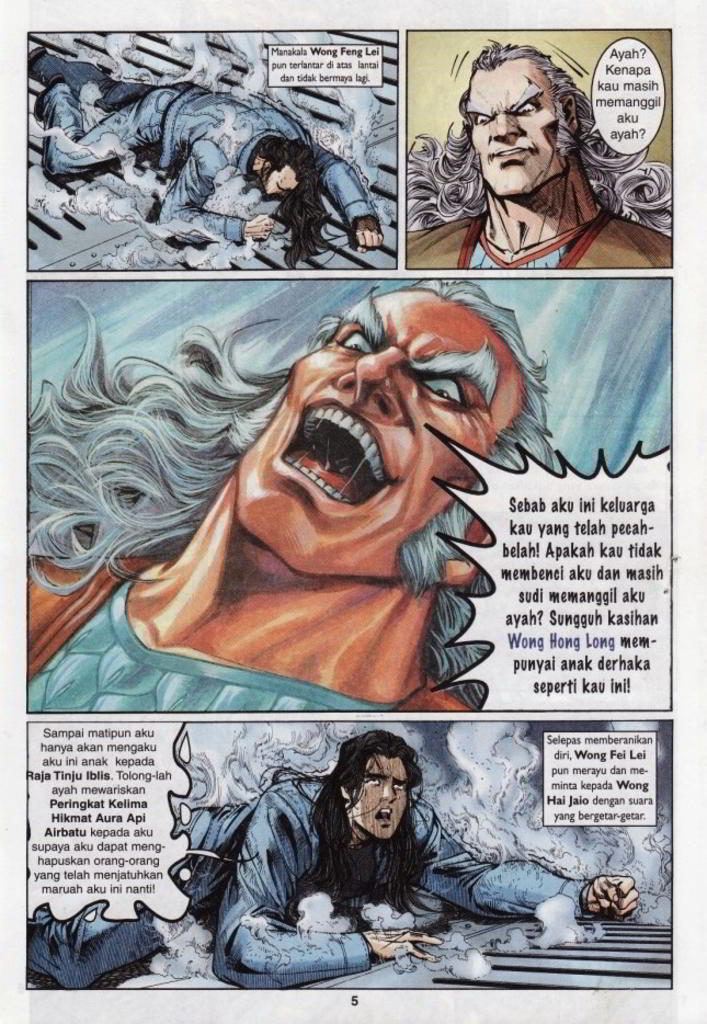 Manakala Wong Feng Lei
pun terlantar di atas lantai
dan tidak bermaya lagi.
Ayah?
Kenapa
kau masih
memanggil
aku
ayah?
Sebab aku ini keluarga
kau yang telah pecah-
belah! Apakah kau tidak
membenci aku dan masih
sudi memanggil aku
ayah? Sungguh kasihan
Wong Hong Long mem-
punyai anak derhaka
seperti kau ini!
Sampai matipun aku
hanya akan mengaku
aku ini anak kepada
Raja Tinju Iblis. Tolong-lah
ayah mewariskan
Peringkat Kelima
Hikmat Aura Api
Airbatu kepada aku
supaya aku dapat meng-
hapuskan orang-orang
yang telah menjatuhkan
maruah aku ini nanti!
Selepas memberanikan
diri, Wong Fei Lei
pun merayu dan me-
minta kepada Wong
Hai Jaio dengan suara
yang bergetar-getar.
5